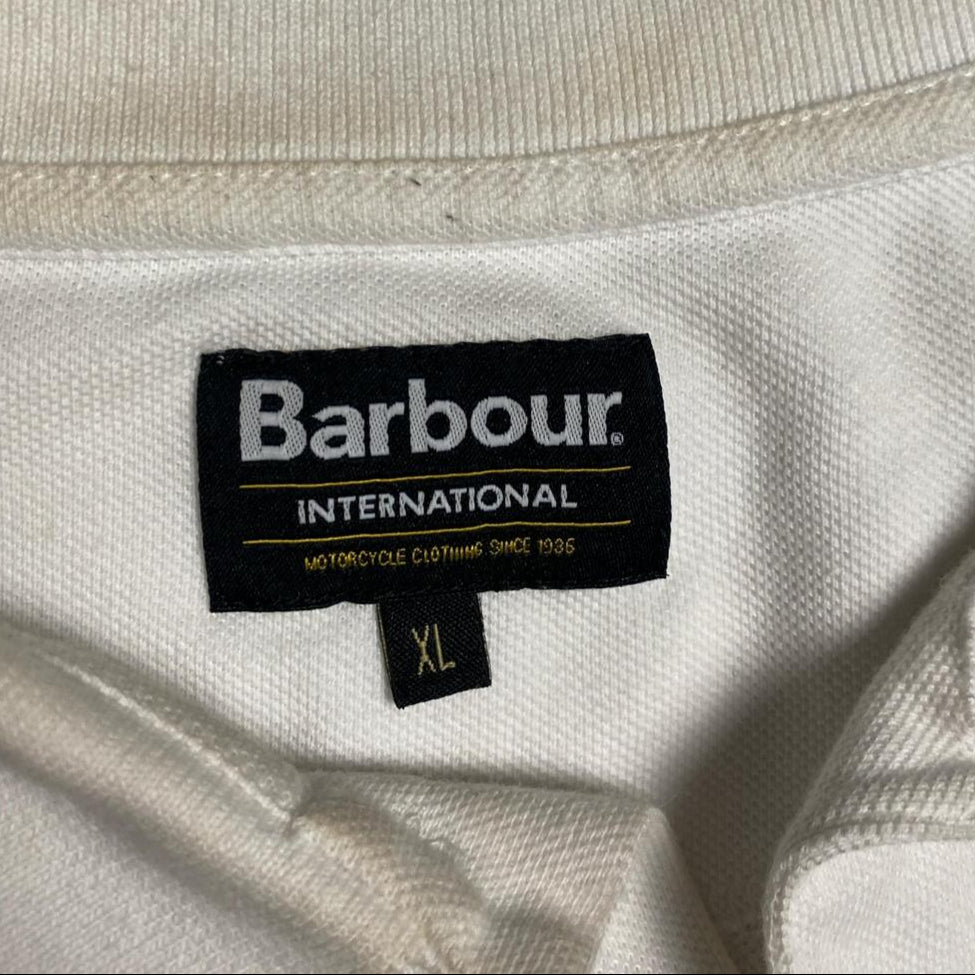 Barbour®
INTERNATIONAL
MOTORCYCLE CLOTHING SINCE 1936
XL